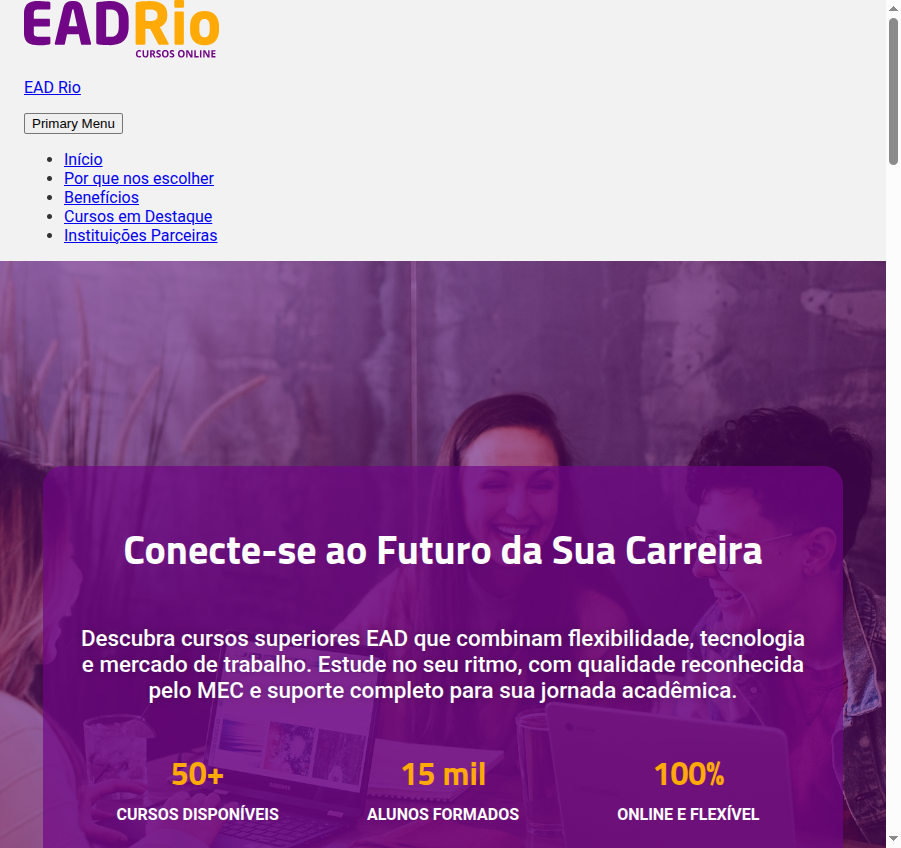 EADRio
CURSOS ONLINE
EAD Rio
Primary Menu
Início
Por que nos escolher
Benefícios
Cursos em Destaque
Instituições Parceiras
Conecte-se ao Futuro da Sua Carreira
Descubra cursos superiores EAD que combinam flexibilidade, tecnologia
e mercado de trabalho. Estude no seu ritmo, com qualidade reconhecida
pelo MEC e suporte completo para sua jornada acadêmica.
50+ 15 mil 100%
CURSOS DISPONÍVEIS ALUNOS FORMADOS ONLINE E FLEXÍVEL